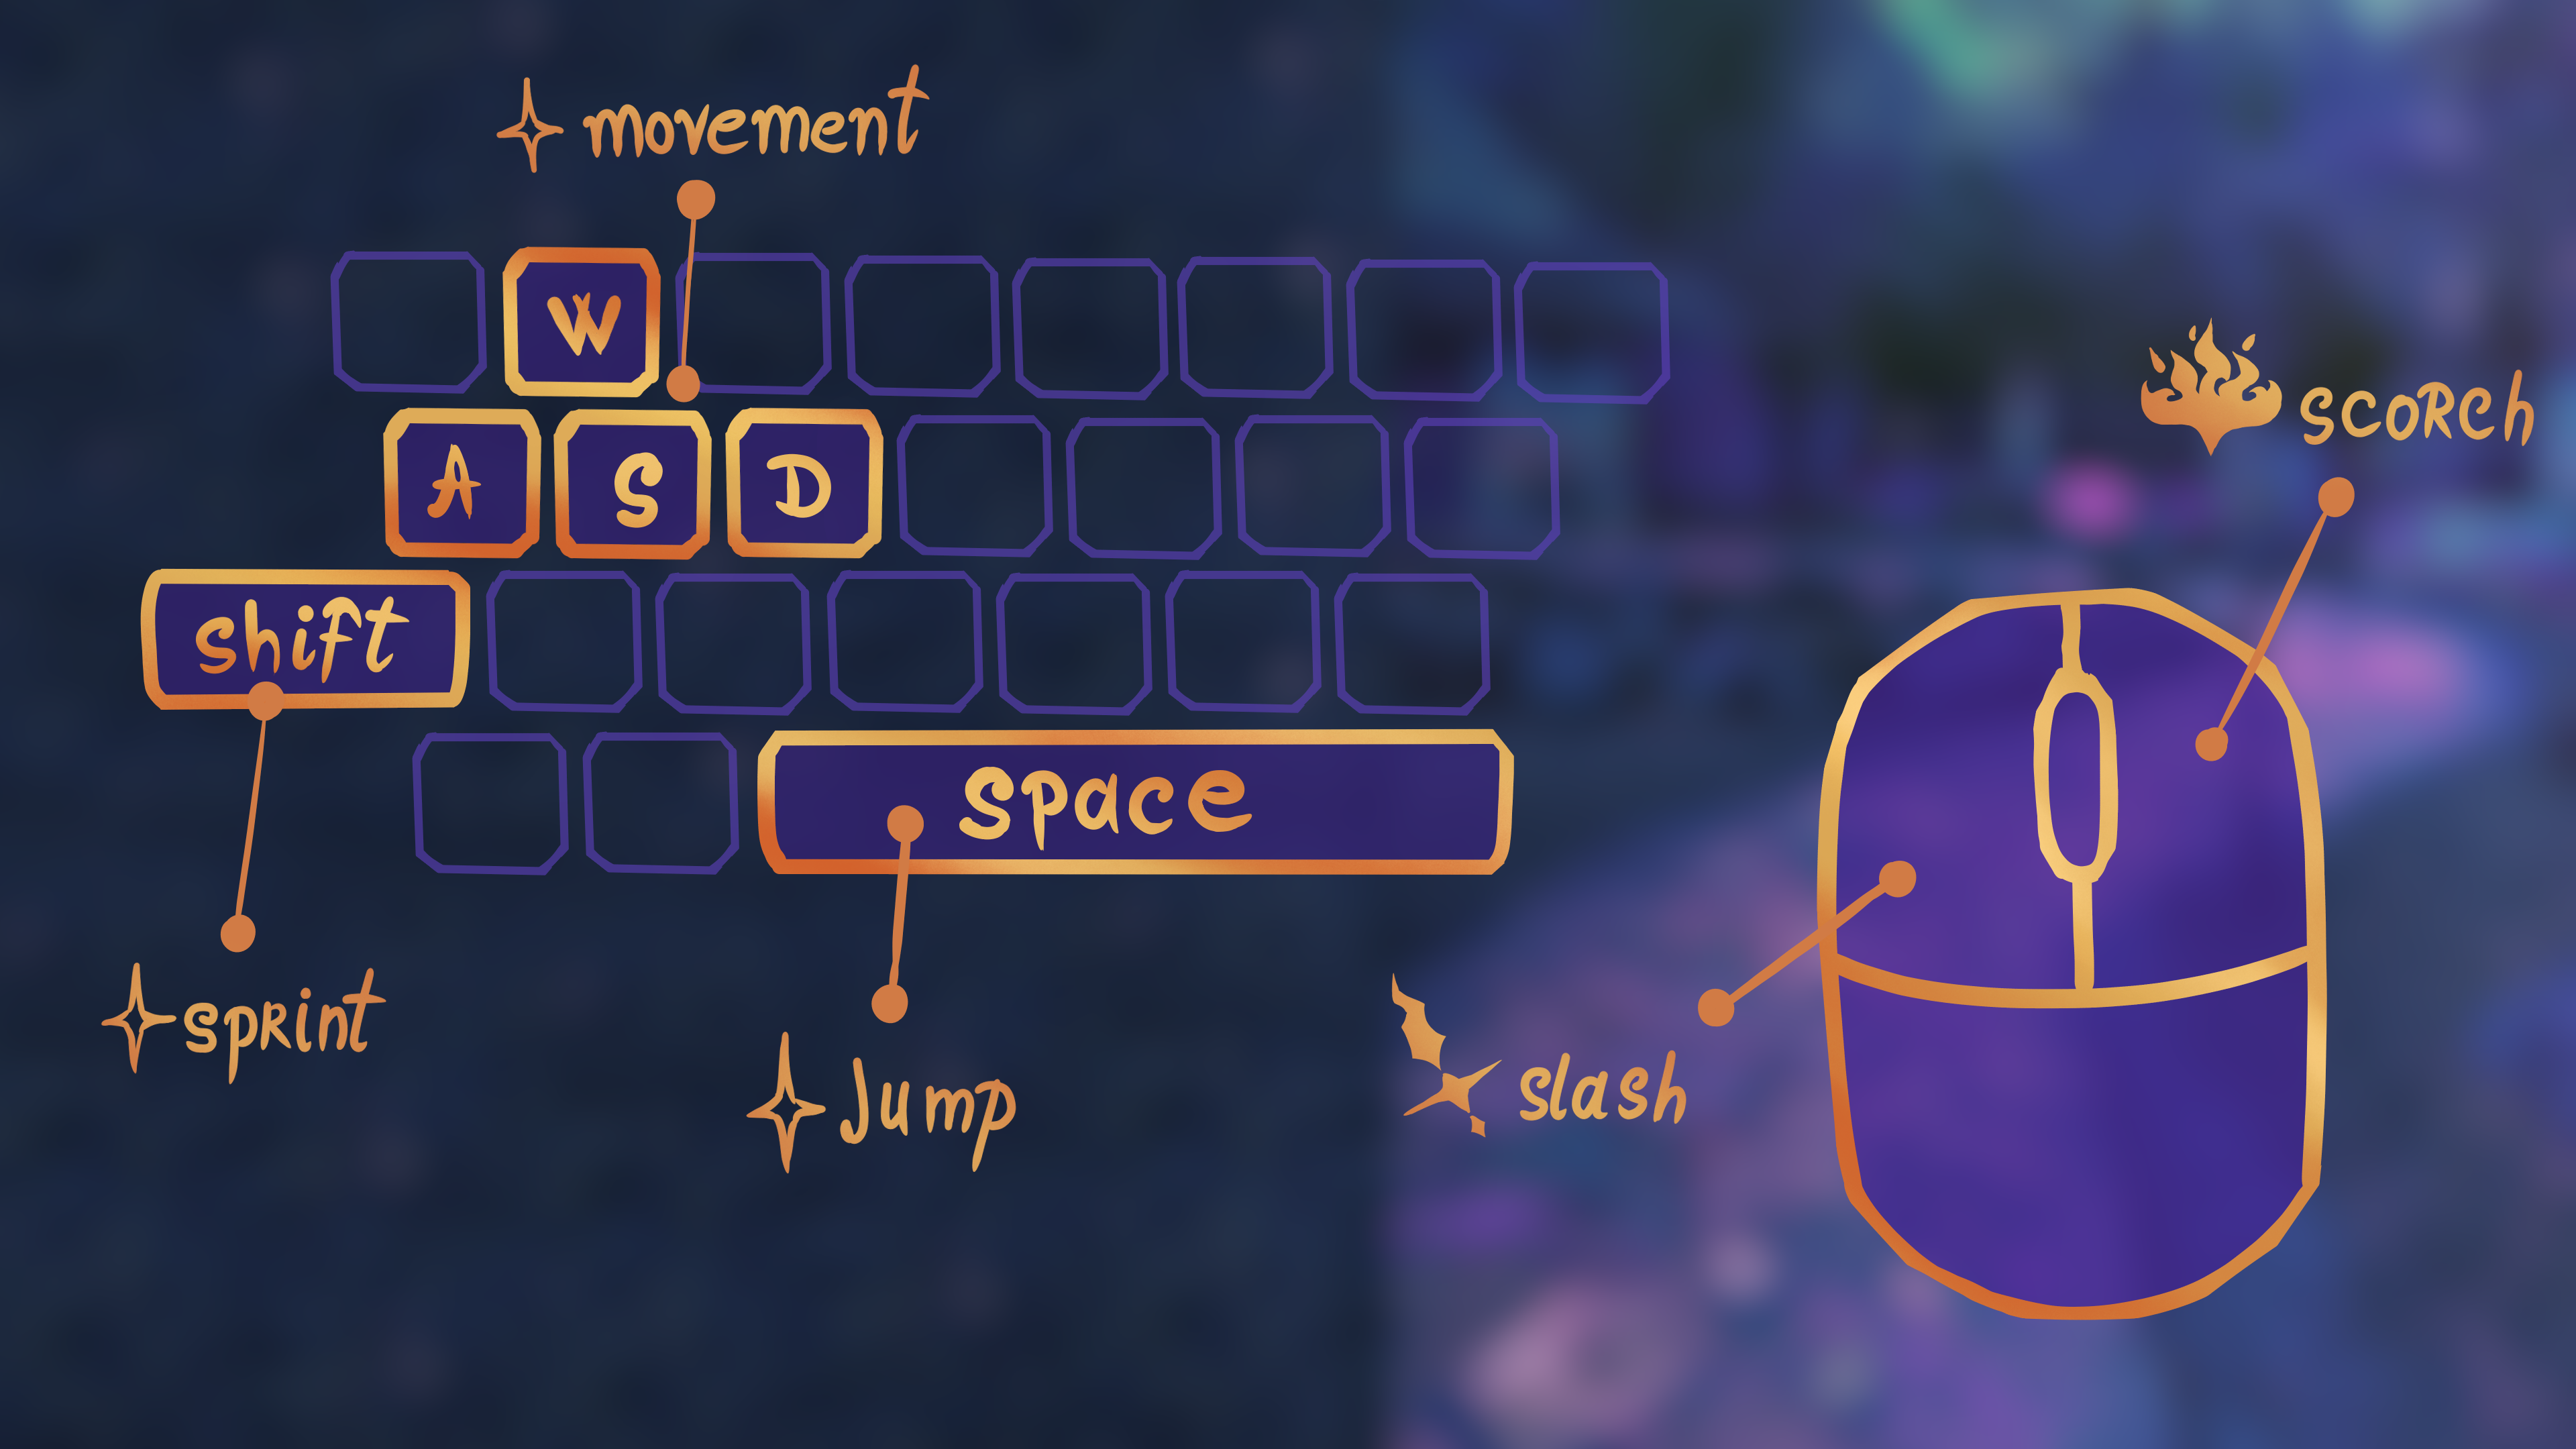 movement
W
A S D
scorch
shift
space
sprint
Jump
slash